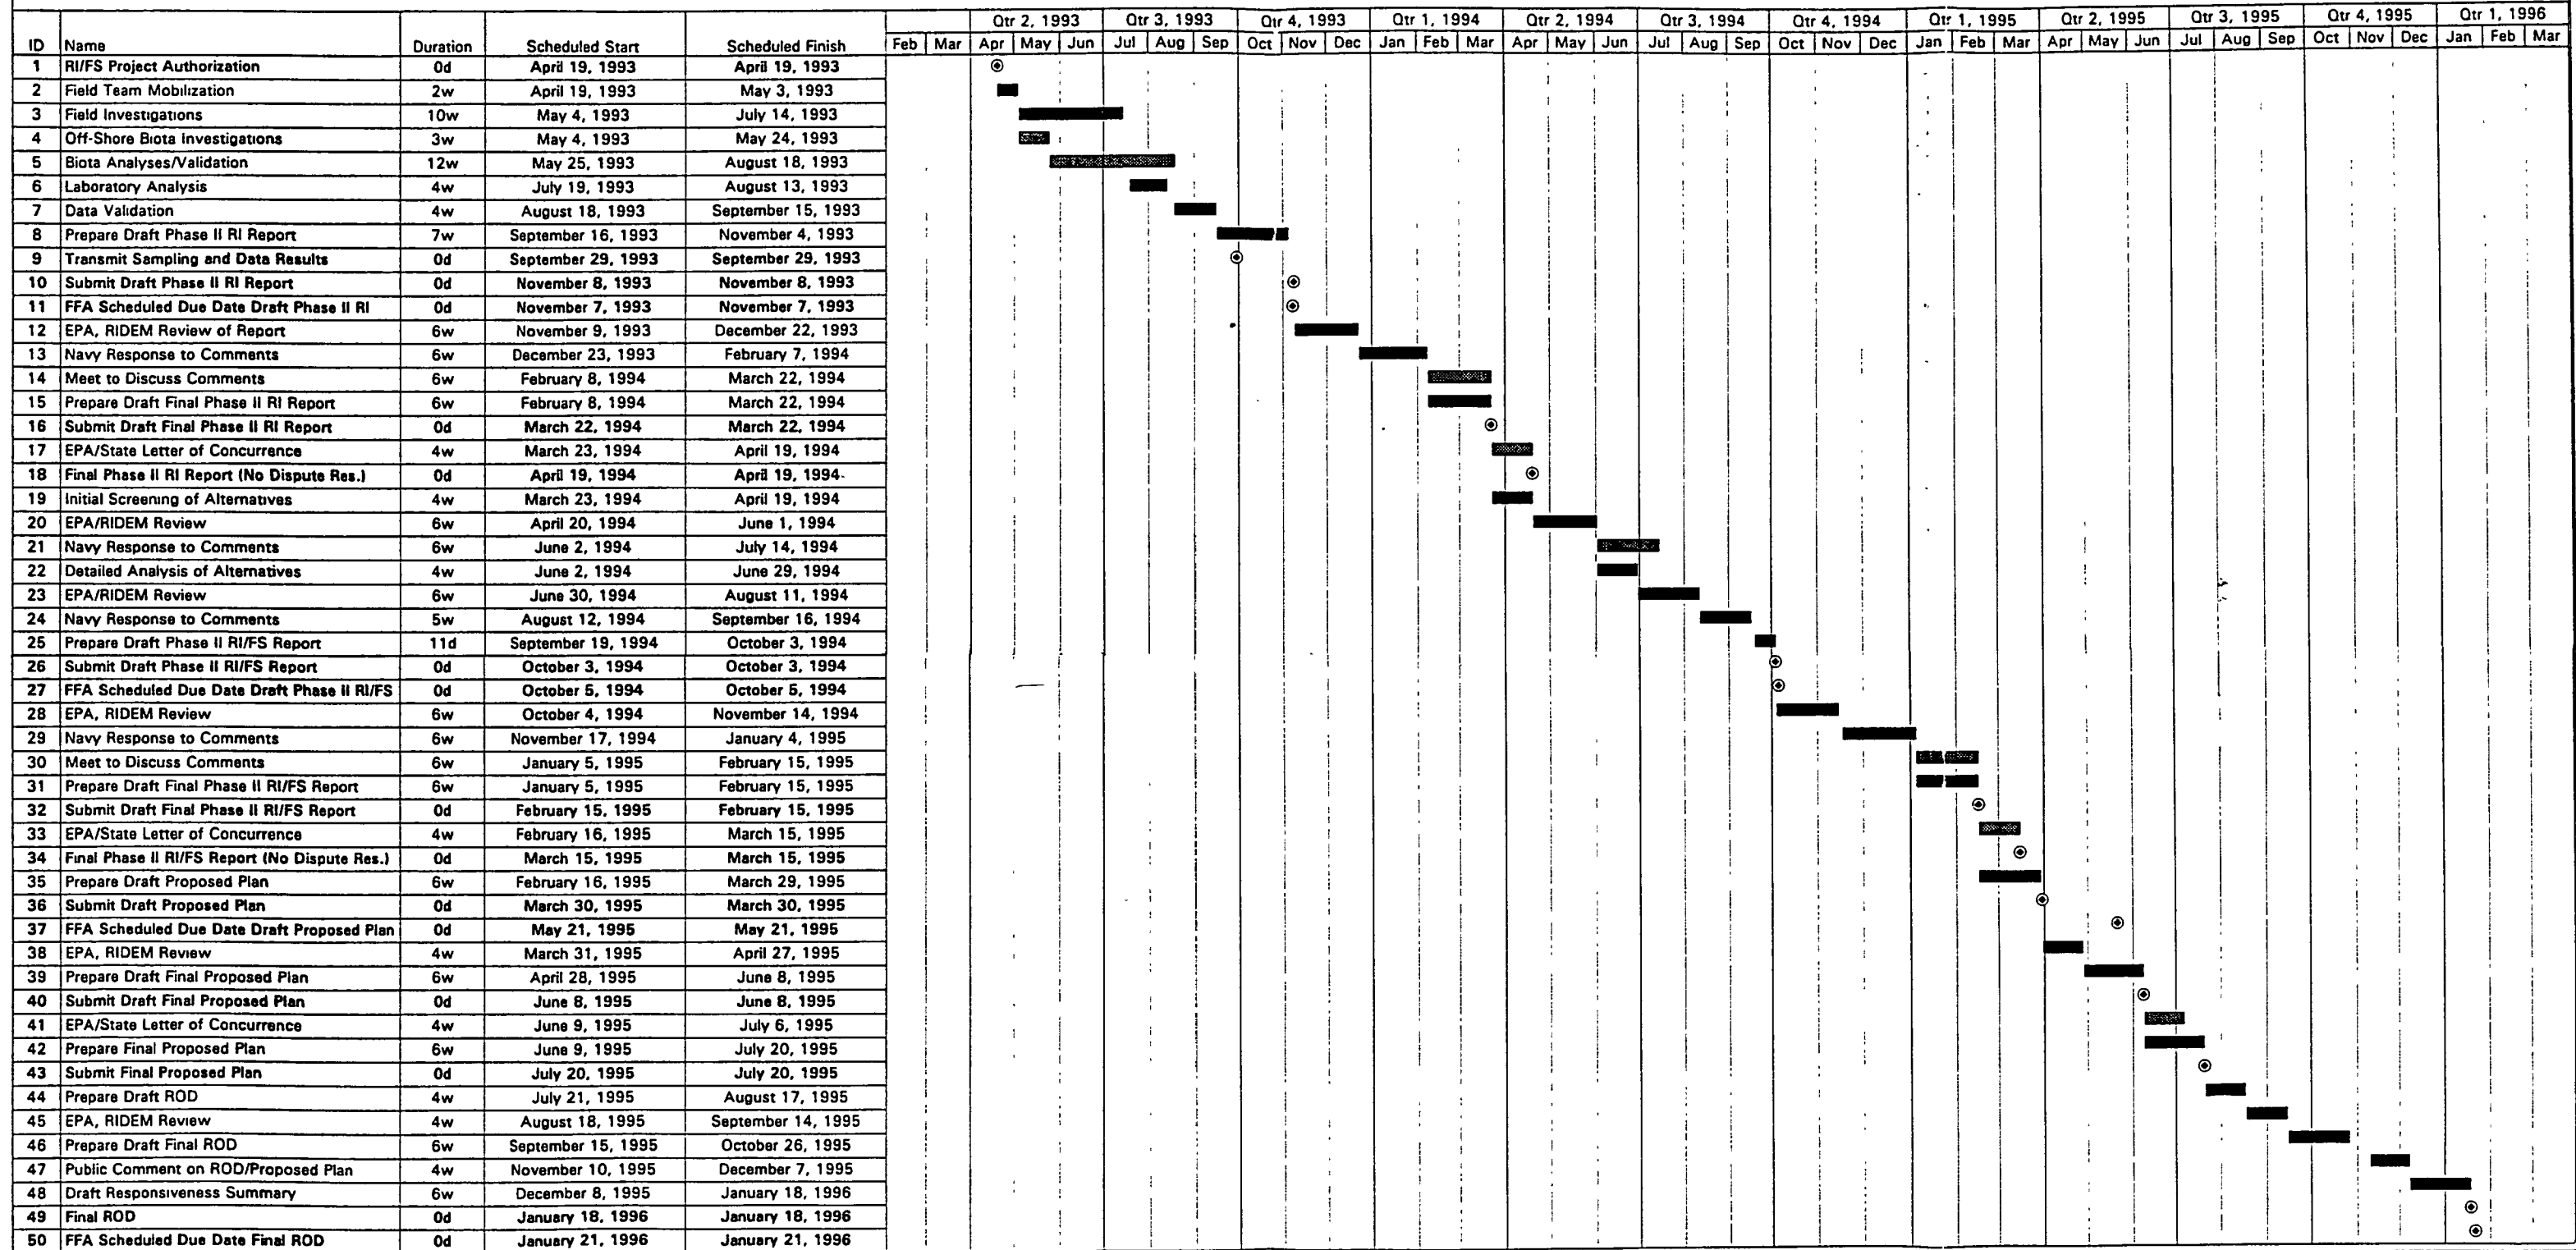 Qtr 2, 1993 Qtr 3, 1993 Qtr 4, 1993 Qtr 1, 1994 Qtr 2, 1994 Qtr 3, 1994 Qtr 4, 1994 Qtr 1, 1995 Qtr 2, 1995 Qtr 3, 1995 Qtr 4, 1995 Qtr 1, 1996
ID Name Duration Scheduled Start Scheduled Finish Feb Mar Apr May Jun Jul Aug Sep Oct Nov Dec Jan Feb Mar Apr May Jun Jul Aug Sep Oct Nov Dec Jan Feb Mar Apr May Jun Jul Aug Sep Oct Nov Dec Jan Feb Mar
1 RI/FS Project Authorization 0d April 19, 1993 April 19, 1993
2 Field Team Mobilization 2w April 19, 1993 May 3, 1993
3 Field Investigations 10w May 4, 1993 July 14, 1993
4 Off-Shore Biota Investigations 3w May 4, 1993 May 24, 1993
5 Biota Analyses/Validation 12w May 25, 1993 August 18, 1993
6 Laboratory Analysis 4w July 19, 1993 August 13, 1993
7 Data Validation 4w August 18, 1993 September 15, 1993
8 Prepare Draft Phase II RI Report 7w September 16, 1993 November 4, 1993
9 Transmit Sampling and Data Results 0d September 29, 1993 September 29, 1993
10 Submit Draft Phase II RI Report 0d November 8, 1993 November 8, 1993
11 FFA Scheduled Due Date Draft Phase II RI 0d November 7, 1993 November 7, 1993
12 EPA, RIDEM Review of Report 6w November 9, 1993 December 22, 1993
13 Navy Response to Comments 6w December 23, 1993 February 7, 1994
14 Meet to Discuss Comments 6w February 8, 1994 March 22, 1994
15 Prepare Draft Final Phase II RI Report 6w February 8, 1994 March 22, 1994
16 Submit Draft Final Phase II RI Report 0d March 22, 1994 March 22, 1994
17 EPA/State Letter of Concurrence 4w March 23, 1994 April 19, 1994
18 Final Phase II RI Report (No Dispute Res.) 0d April 19, 1994 April 19, 1994
19 Initial Screening of Alternatives 4w March 23, 1994 April 19, 1994
20 EPA/RIDEM Review 6w April 20, 1994 June 1, 1994
21 Navy Response to Comments 6w June 2, 1994 July 14, 1994
22 Detailed Analysis of Alternatives 4w June 2, 1994 June 29, 1994
23 EPA/RIDEM Review 6w June 30, 1994 August 11, 1994
24 Navy Response to Comments 5w August 12, 1994 September 16, 1994
25 Prepare Draft Phase II RI/FS Report 11d September 19, 1994 October 3, 1994
26 Submit Draft Phase II RI/FS Report 0d October 3, 1994 October 3, 1994
27 FFA Scheduled Due Date Draft Phase II RI/FS 0d October 5, 1994 October 5, 1994
28 EPA, RIDEM Review 6w October 4, 1994 November 14, 1994
29 Navy Response to Comments 6w November 17, 1994 January 4, 1995
30 Meet to Discuss Comments 6w January 5, 1995 February 15, 1995
31 Prepare Draft Final Phase II RI/FS Report 6w January 5, 1995 February 15, 1995
32 Submit Draft Final Phase II RI/FS Report 0d February 15, 1995 February 15, 1995
33 EPA/State Letter of Concurrence 4w February 16, 1995 March 15, 1995
34 Final Phase II RI/FS Report (No Dispute Res.) 0d March 15, 1995 March 15, 1995
35 Prepare Draft Proposed Plan 6w February 16, 1995 March 29, 1995
36 Submit Draft Proposed Plan 0d March 30, 1995 March 30, 1995
37 FFA Scheduled Due Date Draft Proposed Plan 0d May 21, 1995 May 21, 1995
38 EPA, RIDEM Review 4w March 31, 1995 April 27, 1995
39 Prepare Draft Final Proposed Plan 6w April 28, 1995 June 8, 1995
40 Submit Draft Final Proposed Plan 0d June 8, 1995 June 8, 1995
41 EPA/State Letter of Concurrence 4w June 9, 1995 July 6, 1995
42 Prepare Final Proposed Plan 6w June 9, 1995 July 20, 1995
43 Submit Final Proposed Plan 0d July 20, 1995 July 20, 1995
44 Prepare Draft ROD 4w July 21, 1995 August 17, 1995
45 EPA, RIDEM Review 4w August 18, 1995 September 14, 1995
46 Prepare Draft Final ROD 6w September 15, 1995 October 26, 1995
47 Public Comment on ROD/Proposed Plan 4w November 10, 1995 December 7, 1995
48 Draft Responsiveness Summary 6w December 8, 1995 January 18, 1996
49 Final ROD 0d January 18, 1996 January 18, 1996
50 FFA Scheduled Due Date Final ROD 0d January 21, 1996 January 21, 1996